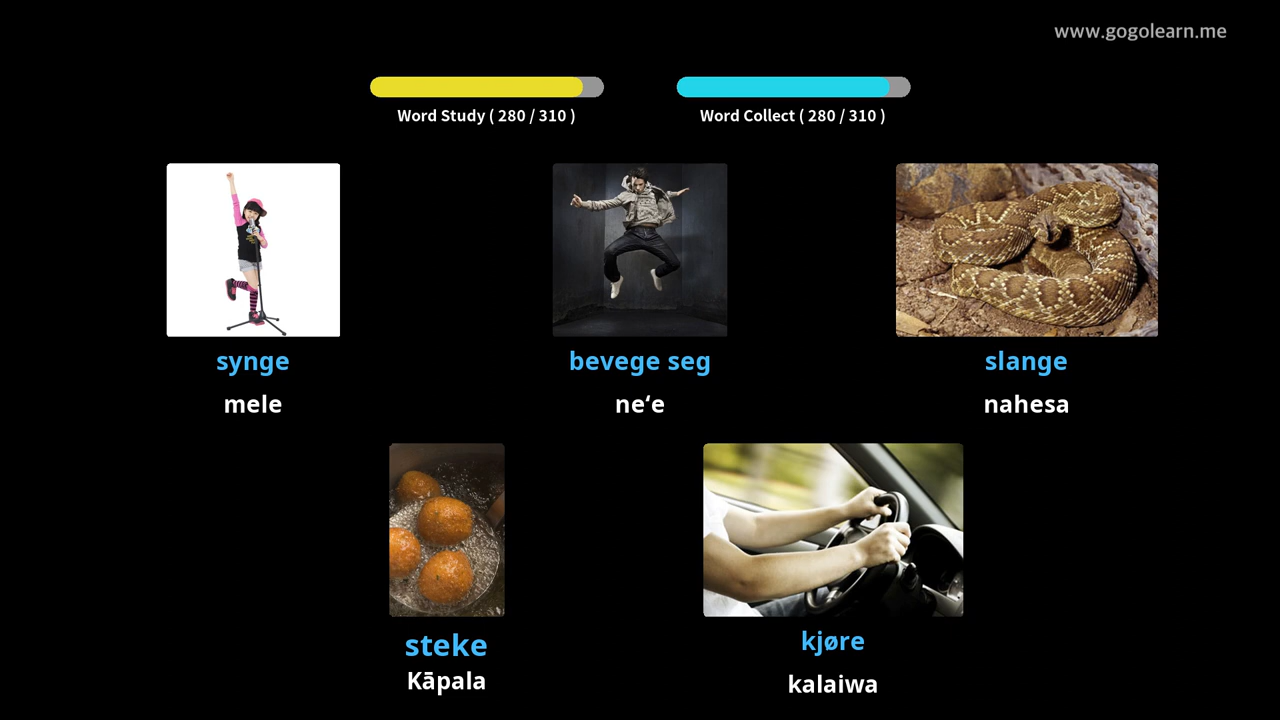 www.gogolearn.me
Word Study ( 280 / 310 )
Word Collect ( 280 / 310 )
synge
bevege seg
slange
mele
neʻe
nahesa
steke
kjøre
Kāpala
kalaiwa